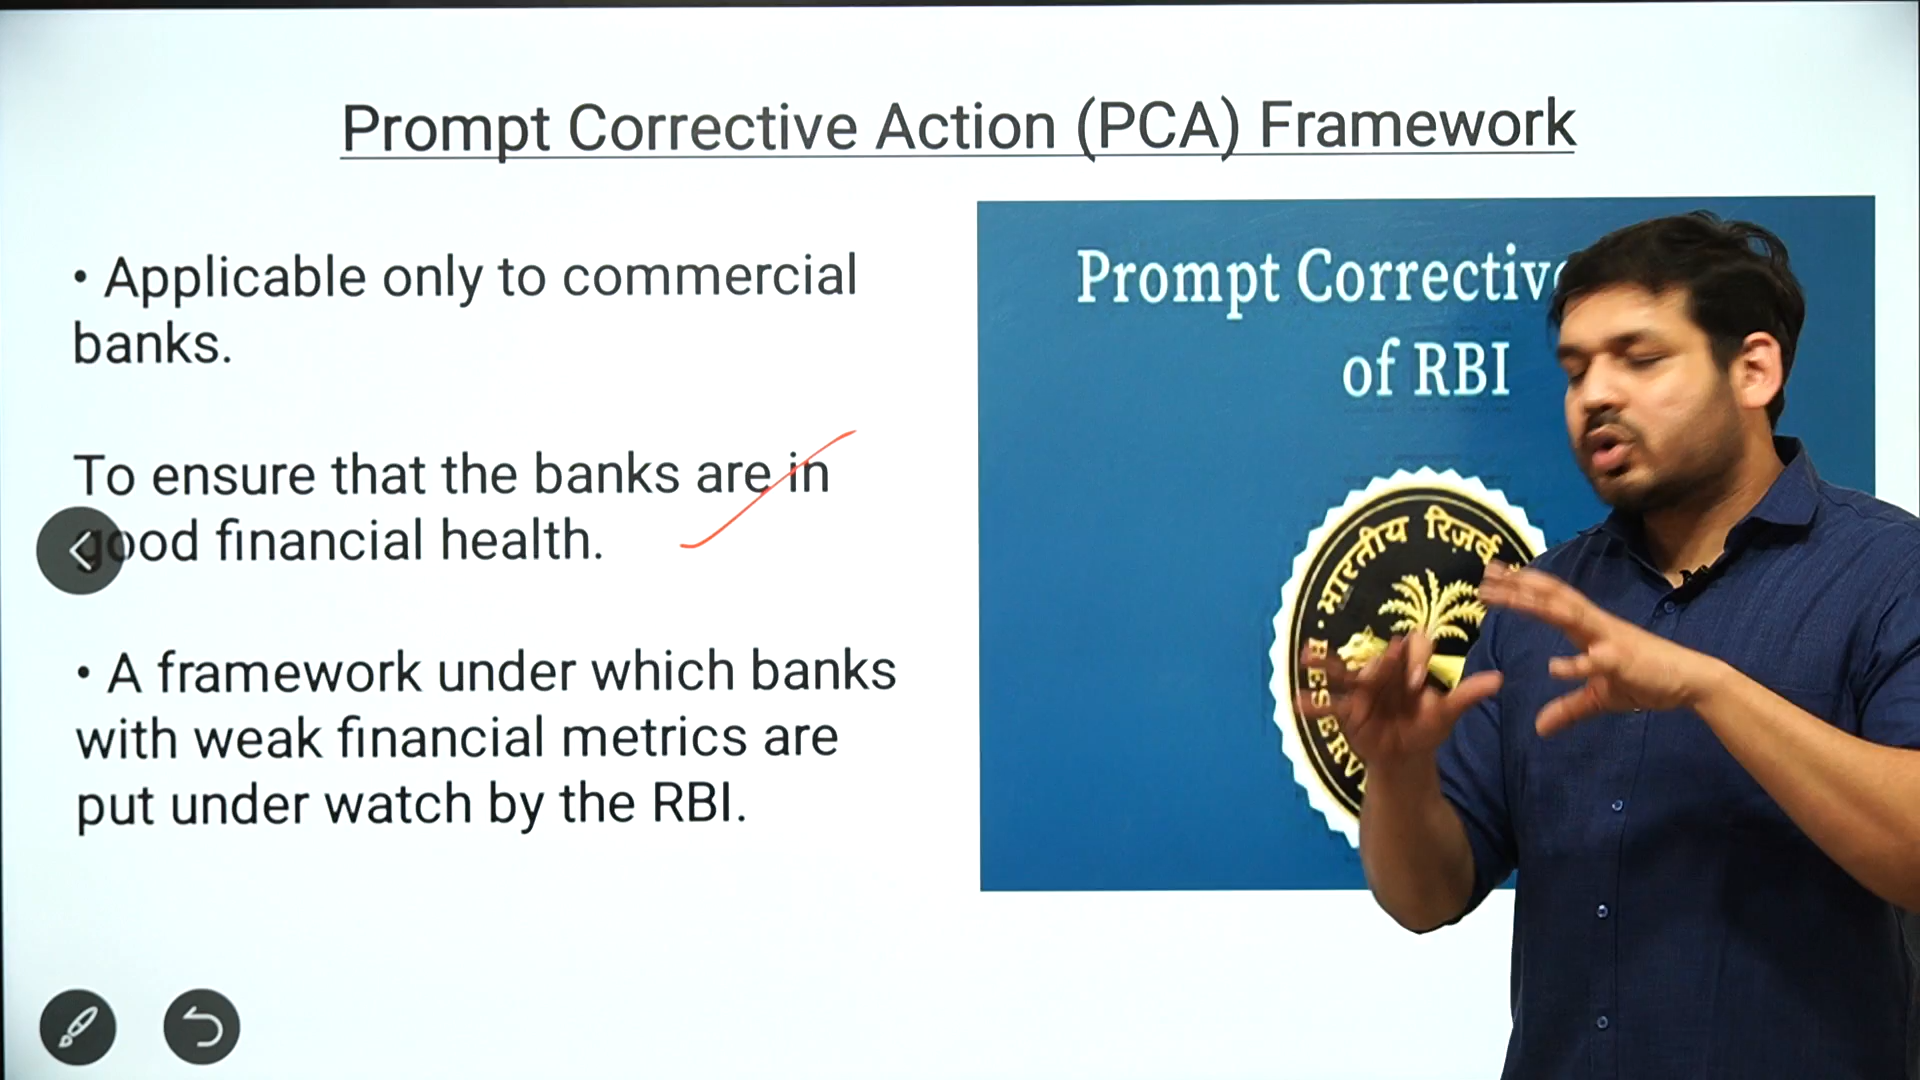 Prompt Corrective Action (PCA) Framework
• Applicable only to commercial
banks.
To ensure that the banks are in
good financial health.
• A framework under which banks
with weak financial metrics are
put under watch by the RBI.
Prompt Corrective
of RBI
भारतीय रिज़र्व
RESERV